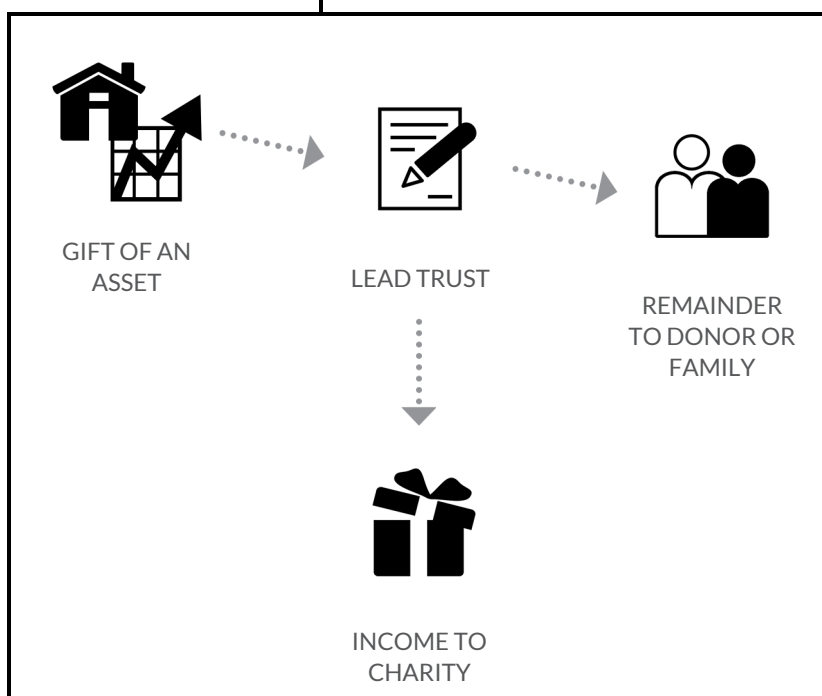 GIFT OF AN
ASSET
LEAD TRUST
REMAINDER
TO DONOR OR
FAMILY
INCOME TO
CHARITY